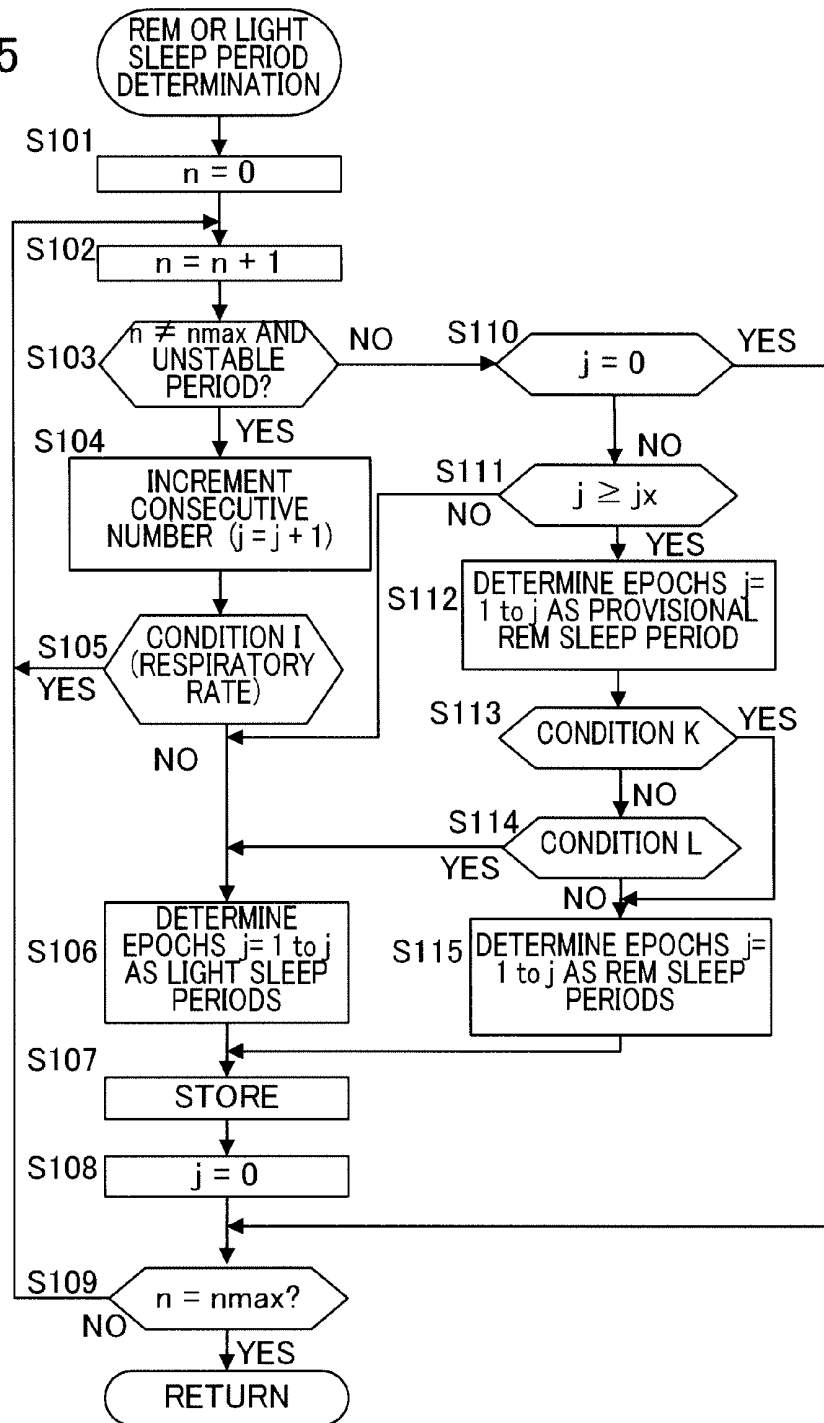 5
REM OR LIGHT
SLEEP PERIOD
DETERMINATION
S101
n = 0
S102
n = n + 1
S103
n ≠ nmax AND
UNSTABLE
PERIOD?
NO
YES
S104
INCREMENT
CONSECUTIVE
NUMBER (j = j + 1)
S105
YES
CONDITION I
(RESPIRATORY
RATE)
NO
S106
DETERMINE
EPOCHS j= 1 to j
AS LIGHT SLEEP
PERIODS
S107
STORE
S108
j = 0
S109
NO
n = nmax?
YES
RETURN
S110
j = 0
YES
NO
S111
NO
j ≥ jx
YES
S112
DETERMINE EPOCHS j=
1 to j AS PROVISIONAL
REM SLEEP PERIOD
S113
CONDITION K
YES
NO
S114
YES
CONDITION L
NO
S115
DETERMINE EPOCHS j=
1 to j AS REM SLEEP
PERIODS